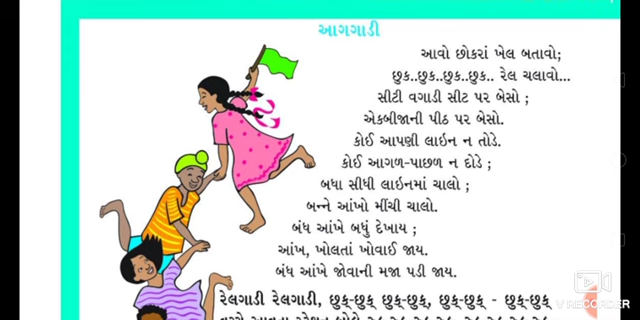 આગગાડી
આવો છોકરાં ખેલ બતાવો;
છુક..છુક..છુક..છુક.. રેલ ચલાવો...
સીટી વગાડી સીટ પર બેસો ;
એકબીજાની પીઠ પર બેસો.
કોઈ આપણી લાઇન ન તોડે.
કોઈ આગળ-પાછળ ન દોડે ;
બધા સીધી લાઇનમાં ચાલો ;
બન્ને આંખો મીંચી ચાલો.
બંધ આંખે બધું દેખાય ;
આંખ, ખોલતાં ખોવાઈ જાય.
બંધ આંખે જોવાની મજા પડી જાય.
રેલગાડી રેલગાડી, છુક્-છુક્ છુક્-છુક્, છુક્-છુક્ - છુક્-છુક્
V RECORDER